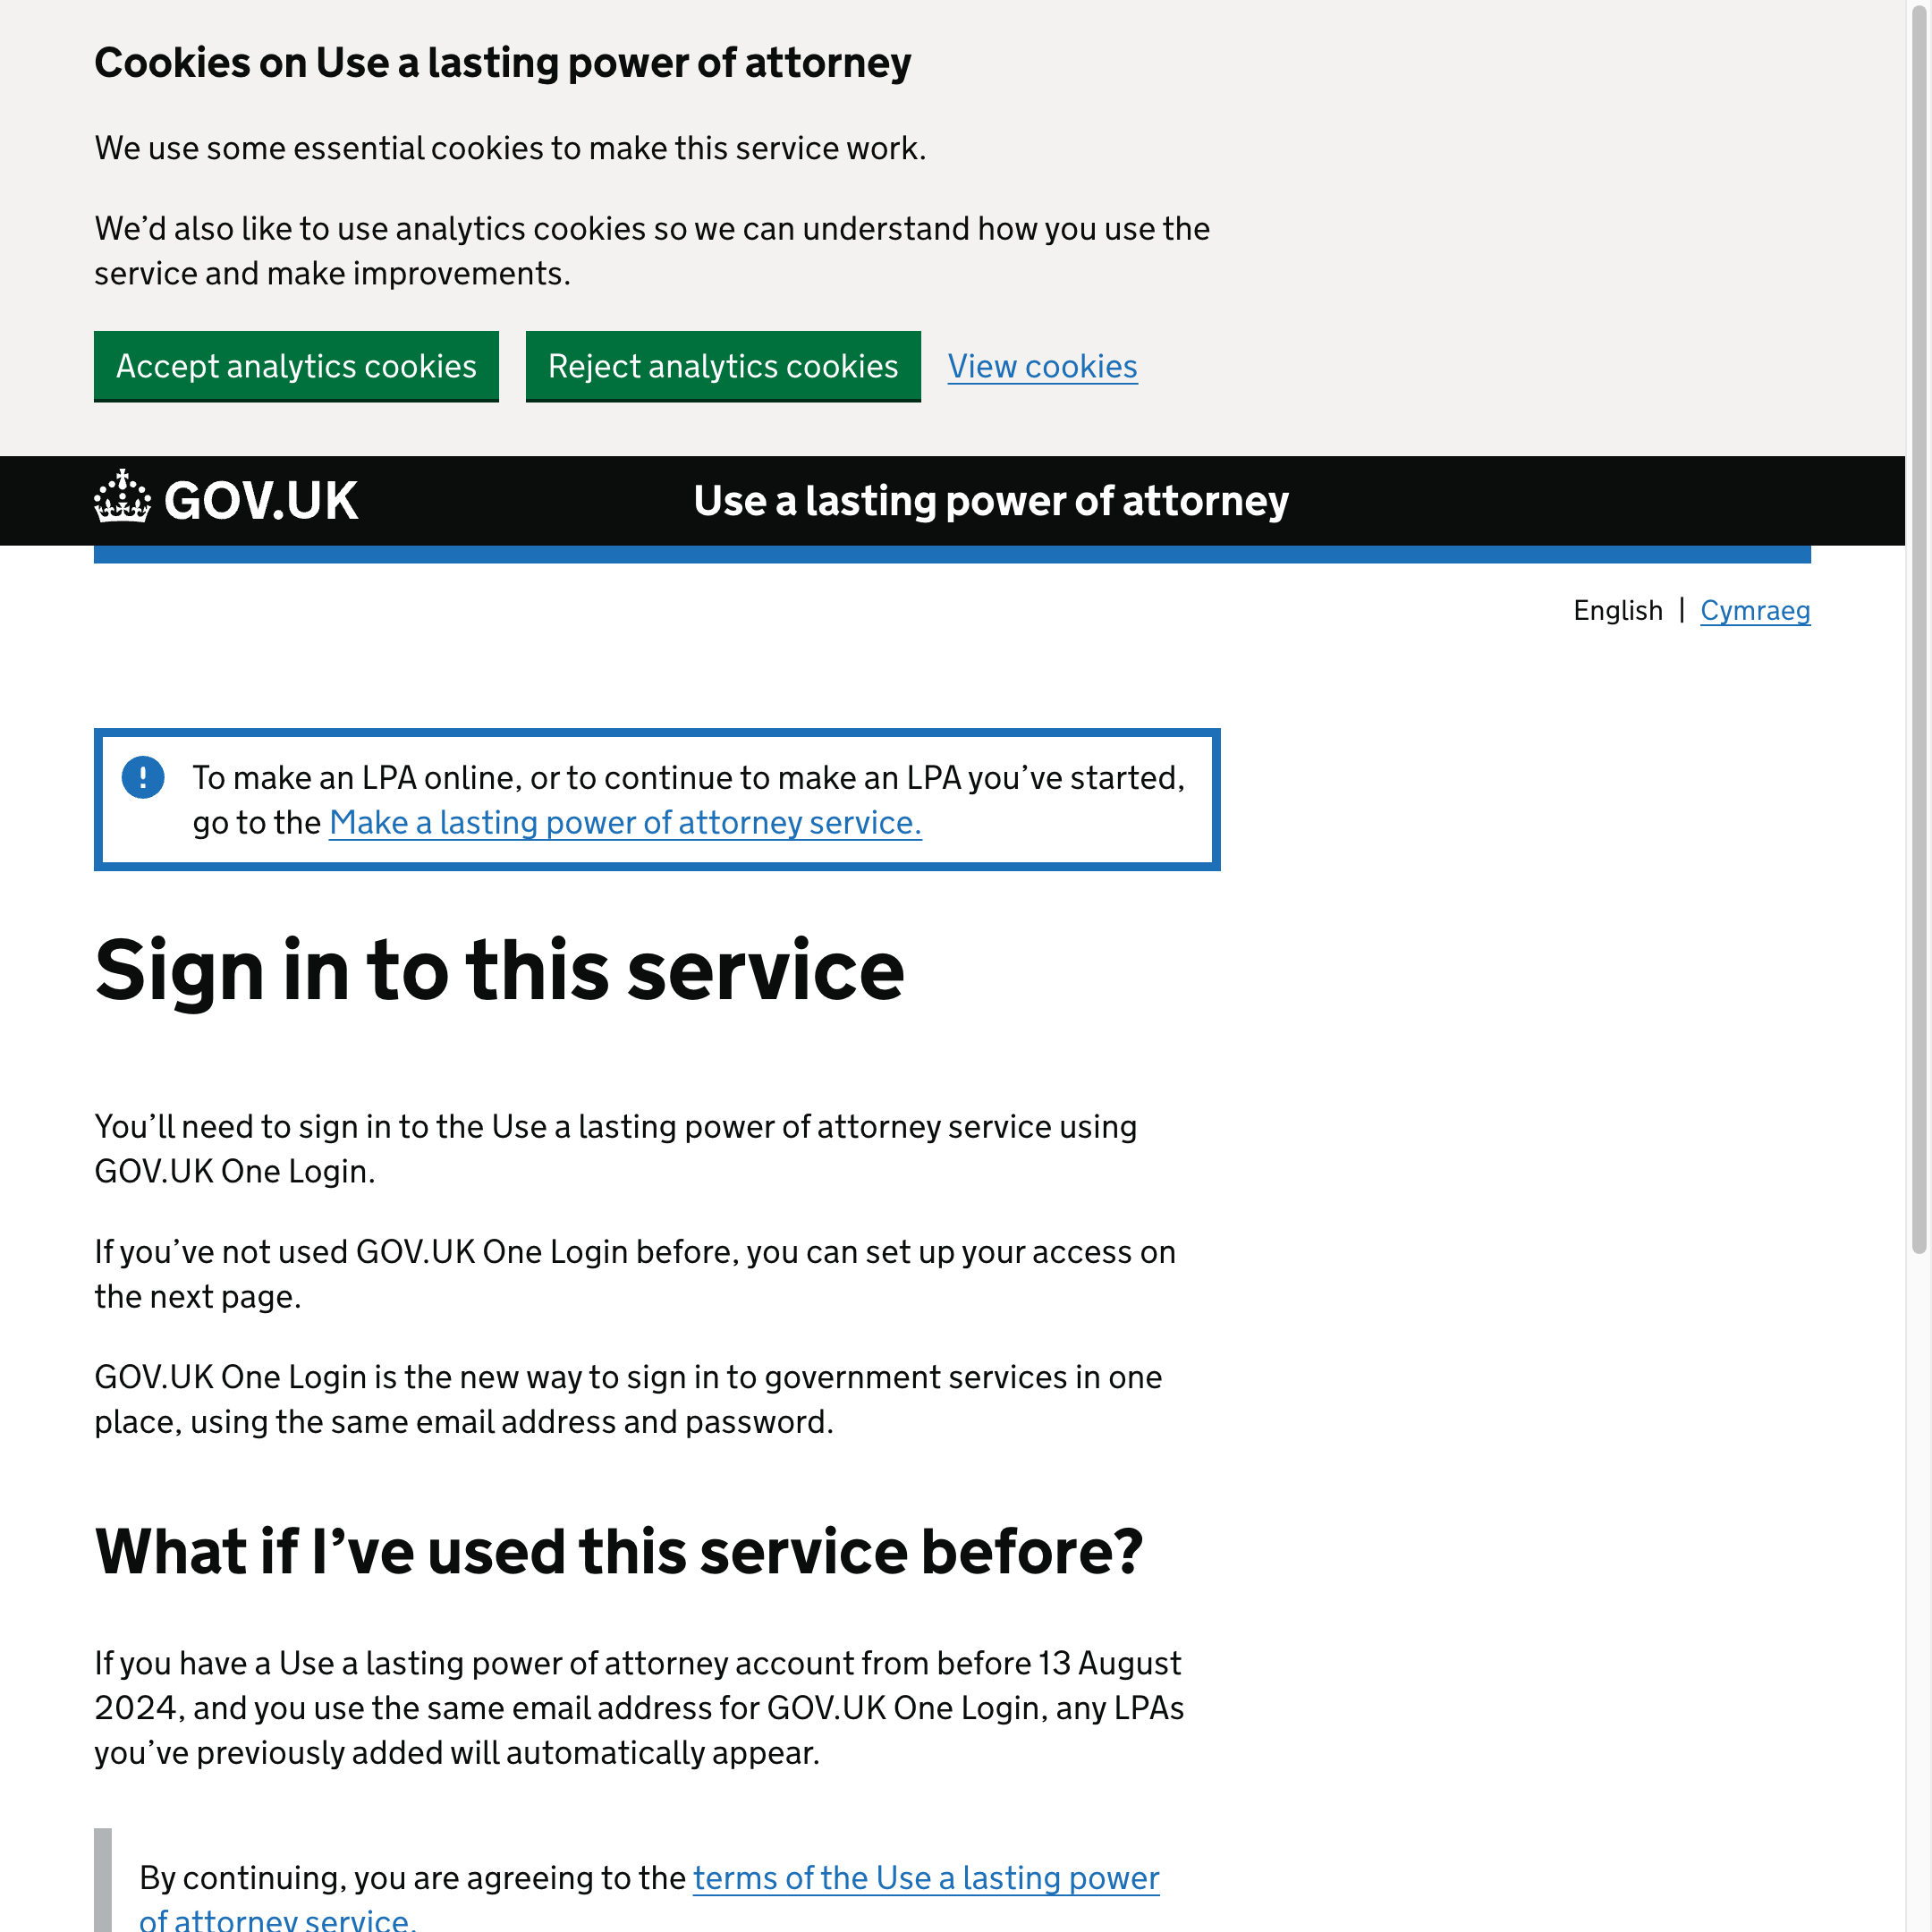 Cookies on Use a lasting power of attorney
We use some essential cookies to make this service work.
We’d also like to use analytics cookies so we can understand how you use the
service and make improvements.
Accept analytics cookies
Reject analytics cookies
View cookies
GOV.UK
Use a lasting power of attorney
English | Cymraeg
To make an LPA online, or to continue to make an LPA you’ve started,
go to the Make a lasting power of attorney service.
Sign in to this service
You’ll need to sign in to the Use a lasting power of attorney service using
GOV.UK One Login.
If you’ve not used GOV.UK One Login before, you can set up your access on
the next page.
GOV.UK One Login is the new way to sign in to government services in one
place, using the same email address and password.
What if I’ve used this service before?
If you have a Use a lasting power of attorney account from before 13 August
2024, and you use the same email address for GOV.UK One Login, any LPAs
you’ve previously added will automatically appear.
By continuing, you are agreeing to the terms of the Use a lasting power
of attorney service.